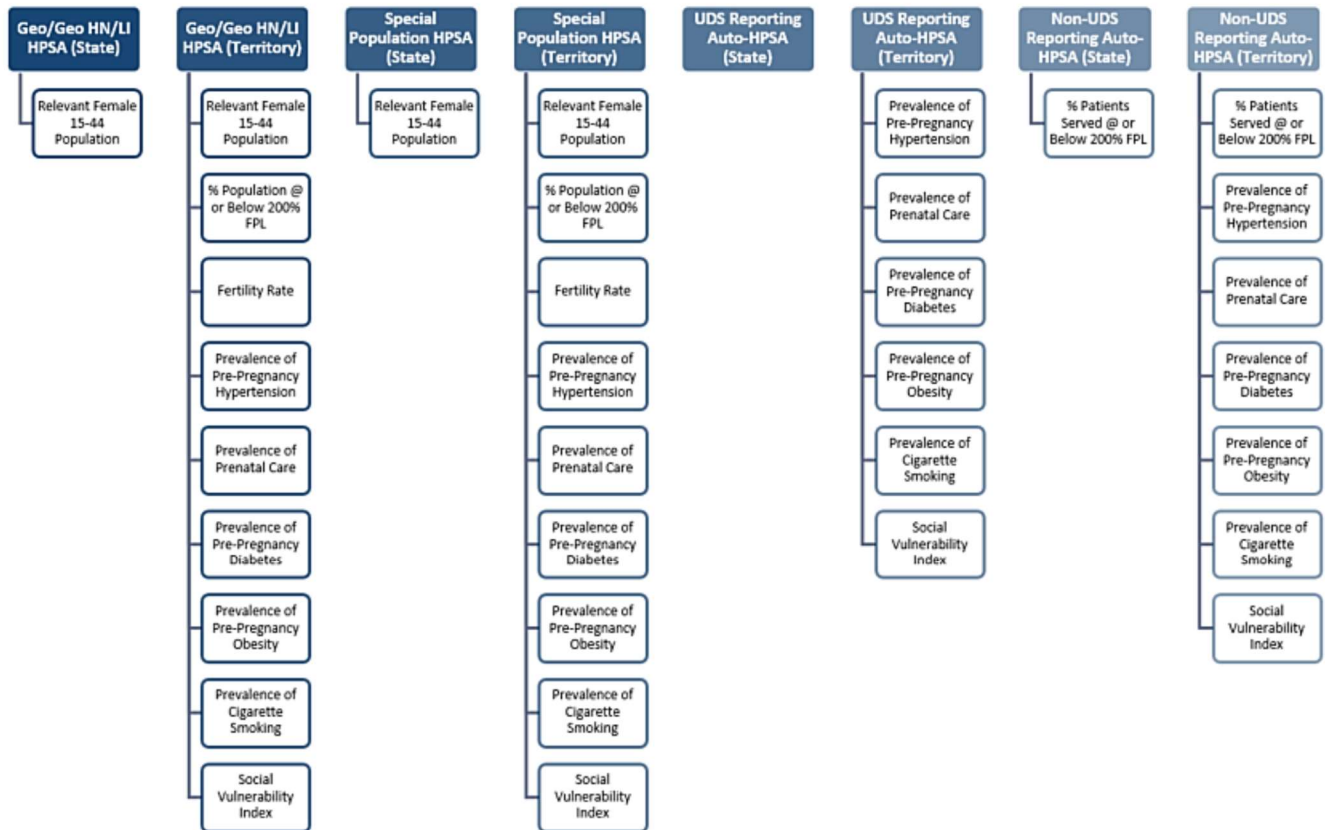 Geo/Geo HN/LI
HPSA (State)
Relevant Female
15-44
Population
Geo/Geo HN/LI
HPSA (Territory)
Relevant Female
15-44
Population
% Population @
or Below 200%
FPL
Fertility Rate
Prevalence of
Pre-Pregnancy
Hypertension
Prevalence of
Prenatal Care
Prevalence of
Pre-Pregnancy
Diabetes
Prevalence of
Pre-Pregnancy
Obesity
Prevalence of
Cigarette
Smoking
Social
Vulnerability
Index
Special
Population HPSA
(State)
Relevant Female
15-44
Population
Special
Population HPSA
(Territory)
Relevant Female
15-44
Population
% Population @
or Below 200%
FPL
Fertility Rate
Prevalence of
Pre-Pregnancy
Hypertension
Prevalence of
Prenatal Care
Prevalence of
Pre-Pregnancy
Diabetes
Prevalence of
Pre-Pregnancy
Obesity
Prevalence of
Cigarette
Smoking
Social
Vulnerability
Index
UDS Reporting
Auto-HPSA
(State)
UDS Reporting
Auto-HPSA
(Territory)
Prevalence of
Pre-Pregnancy
Hypertension
Prevalence of
Prenatal Care
Prevalence of
Pre-Pregnancy
Diabetes
Prevalence of
Pre-Pregnancy
Obesity
Prevalence of
Cigarette
Smoking
Social
Vulnerability
Index
Non-UDS
Reporting Auto-
HPSA (State)
% Patients
Served @ or
Below 200% FPL
Non-UDS
Reporting Auto-
HPSA (Territory)
% Patients
Served @ or
Below 200% FPL
Prevalence of
Pre-Pregnancy
Hypertension
Prevalence of
Prenatal Care
Prevalence of
Pre-Pregnancy
Diabetes
Prevalence of
Pre-Pregnancy
Obesity
Prevalence of
Cigarette
Smoking
Social
Vulnerability
Index